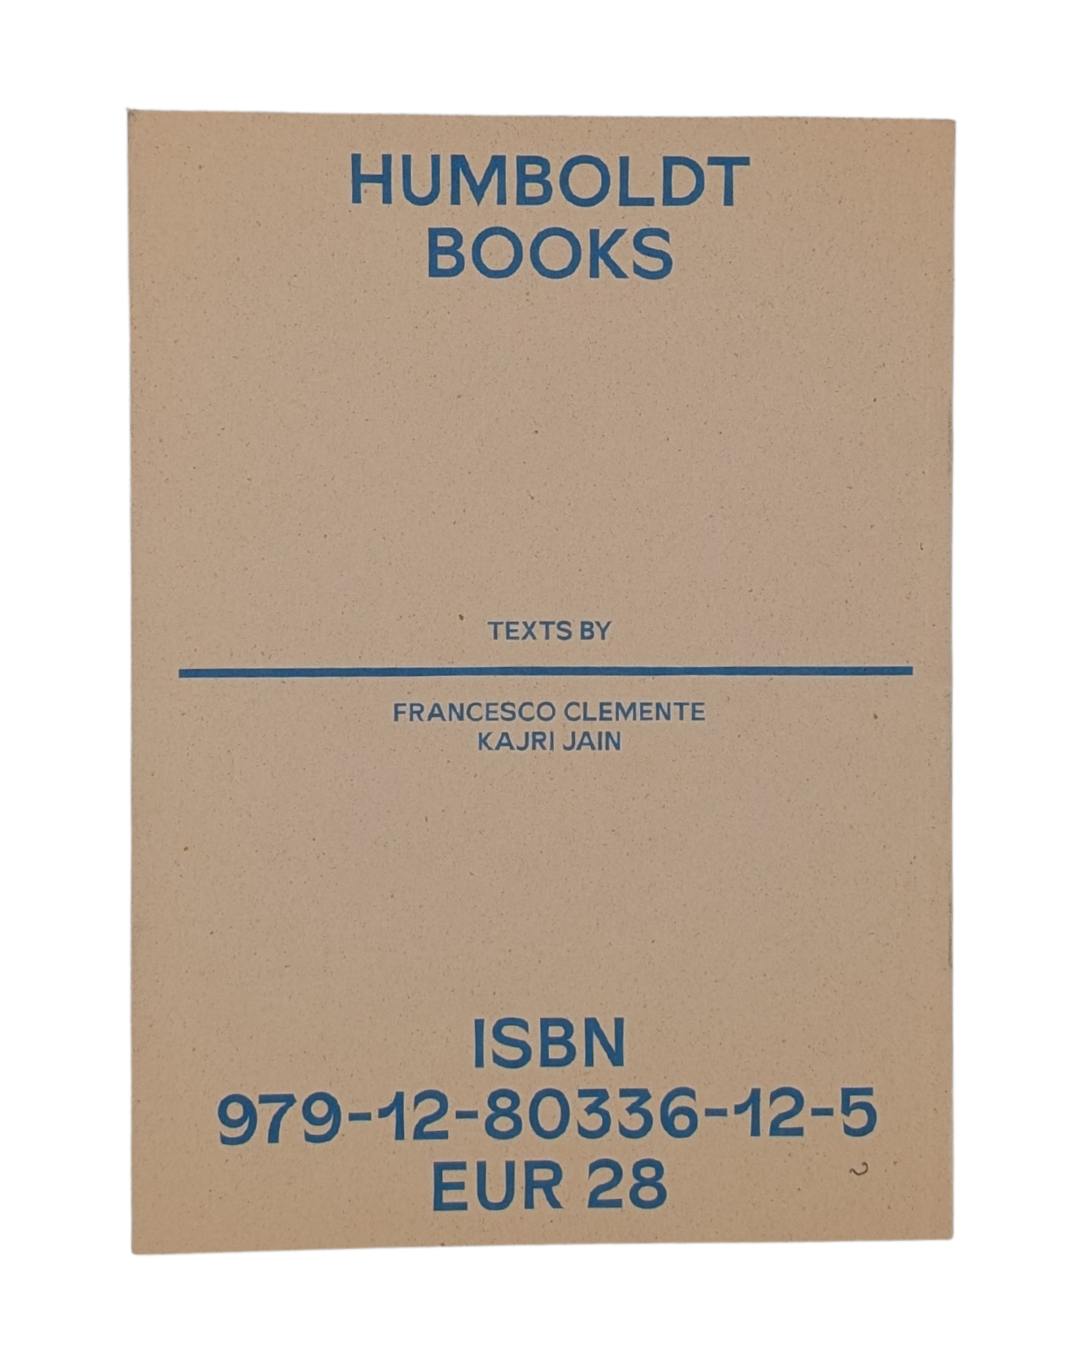 HUMBOLDT
BOOKS
TEXTS BY
FRANCESCO CLEMENTE
KAJRI JAIN
ISBN
979-12-80336-12-5
EUR 28